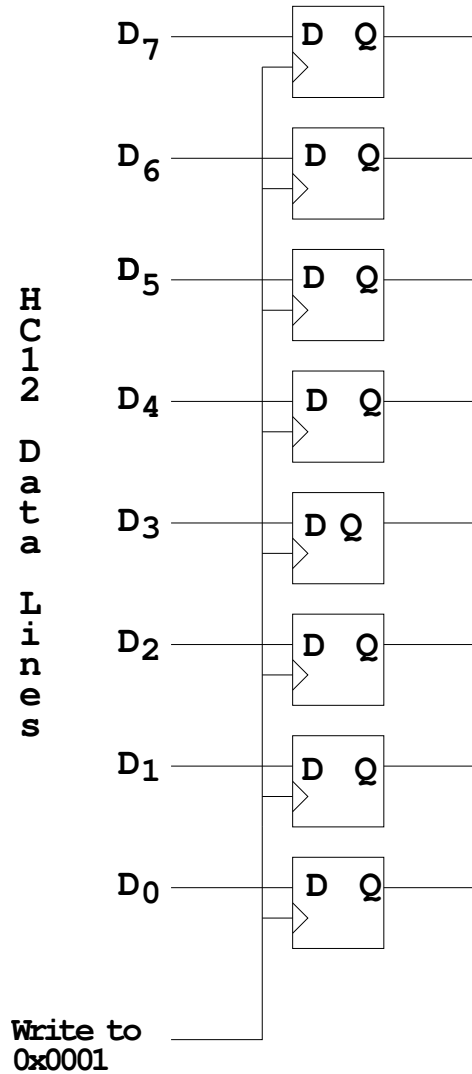 D7 D Q
D6 D Q
D5 D Q
D4 D Q
D3 D Q
D2 D Q
D1 D Q
D0 D Q
HC12 Data Lines
Write to
0x0001